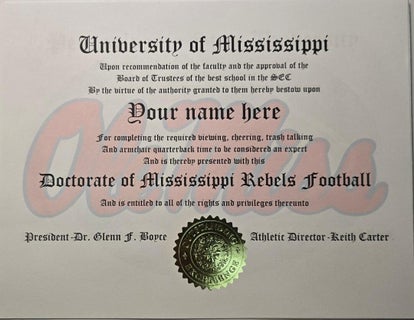 University of Mississippi
Upon recommendation of the faculty and the approval of the
Board of Trustees of the best school in the SEC
By the virtue of the authority granted to them hereby bestow upon
Your name here
For completing the required viewing, cheering, trash talking
And armchair quarterback time to be considered an expert
And is thereby presented with this
Doctorate of Mississippi Rebels Football
And is entitled to all of the rights and privileges thereunto
President-Dr. Glenn F. Boyce
Athletic Director-Keith Carter
Ole Miss